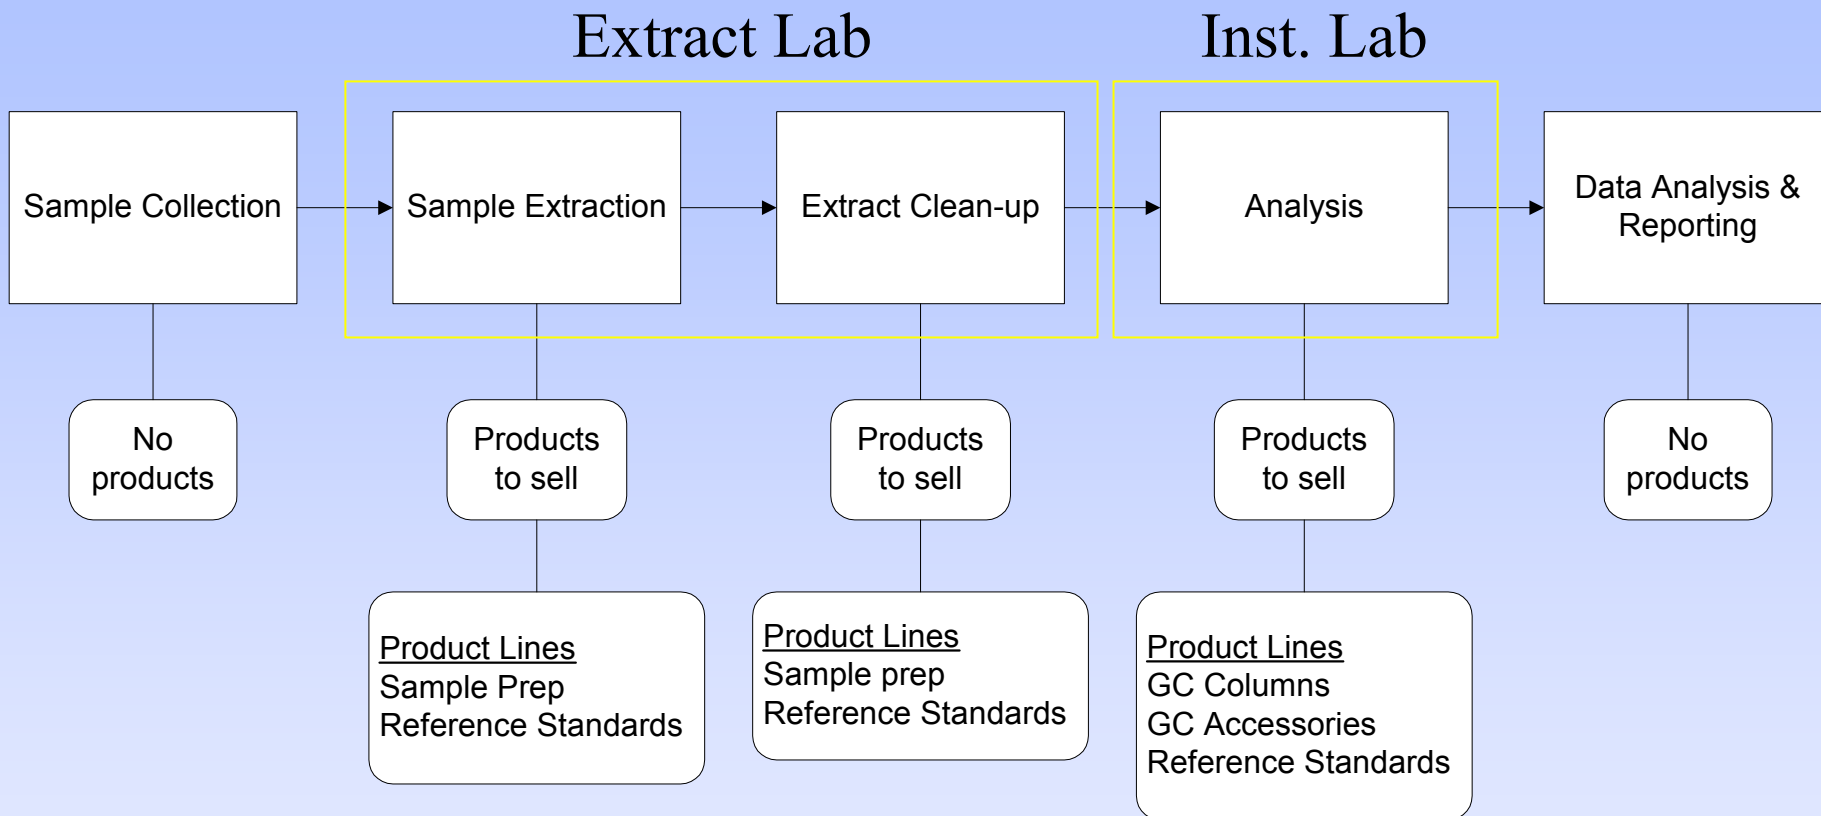 Extract Lab
Inst. Lab
Sample Collection
Sample Extraction
Extract Clean-up
Analysis
Data Analysis &
Reporting
No
products
Products
to sell
Products
to sell
Products
to sell
No
products
Product Lines
Sample Prep
Reference Standards
Product Lines
Sample prep
Reference Standards
Product Lines
GC Columns
GC Accessories
Reference Standards